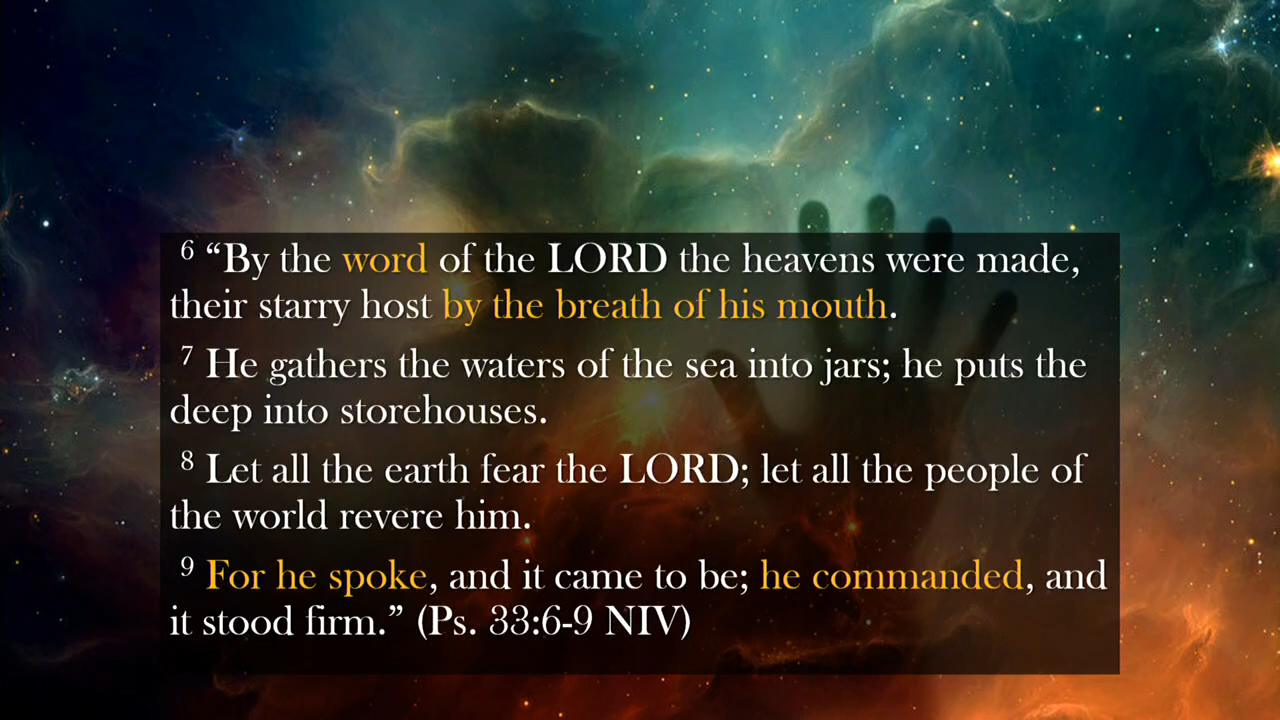 6 “By the word of the LORD the heavens were made,
their starry host by the breath of his mouth.
7 He gathers the waters of the sea into jars; he puts the
deep into storehouses.
8 Let all the earth fear the LORD; let all the people of
the world revere him.
9 For he spoke, and it came to be; he commanded, and
it stood firm.” (Ps. 33:6-9 NIV)